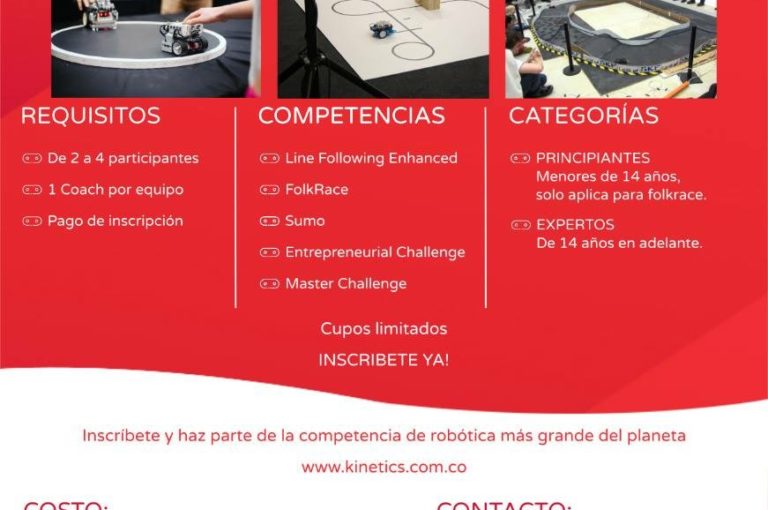 REQUISITOS
De 2 a 4 participantes
1 Coach por equipo
Pago de inscripción
COMPETENCIAS
Line Following Enhanced
FolkRace
Sumo
Entrepreneurial Challenge
Master Challenge
CATEGORÍAS
PRINCIPIANTES
Menores de 14 años,
solo aplica para folkrace.
EXPERTOS
De 14 años en adelante.
Cupos limitados
INSCRIBETE YA!
Inscríbete y haz parte de la competencia de robótica más grande del planeta
www.kinetics.com.co
COSTO:
CONTACTO: